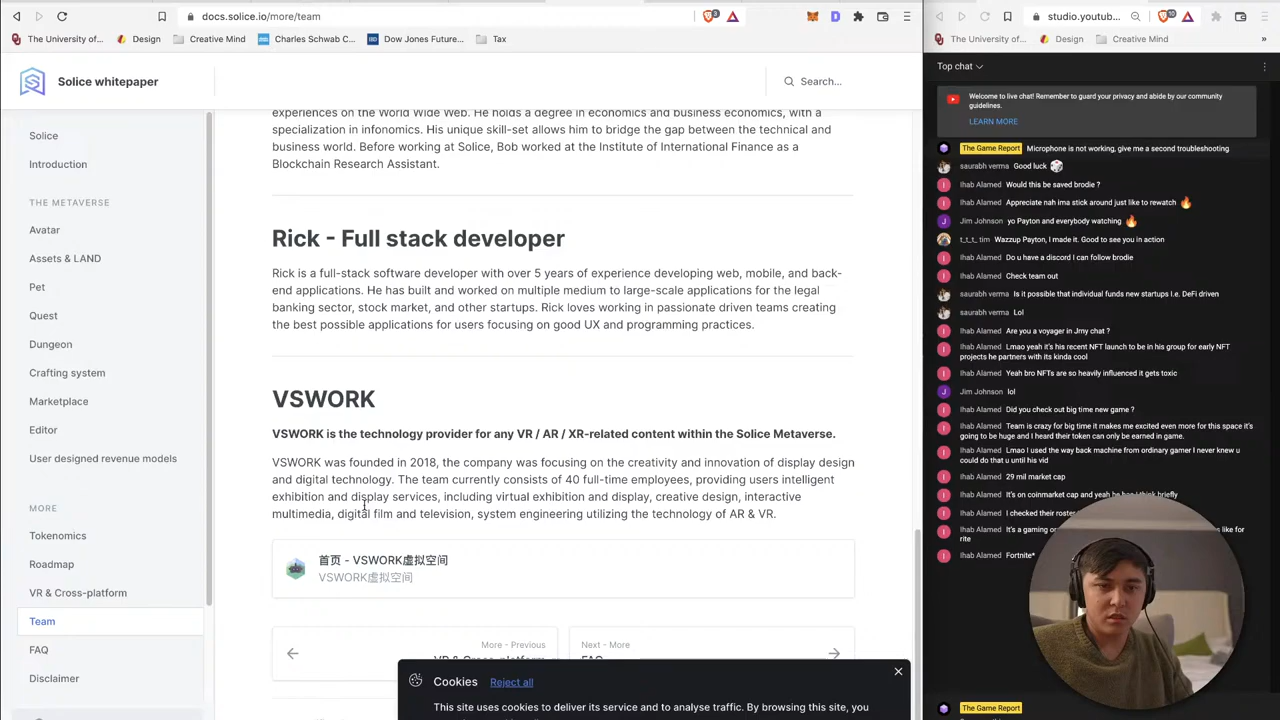 docs.solice.io/more/team
The University of...
Design
Creative Mind
Charles Schwab C...
Dow Jones Future...
Tax
Solice whitepaper
Search...
Solice
Introduction
THE METAVERSE
Avatar
Assets & LAND
Pet
Quest
Dungeon
Crafting system
Marketplace
Editor
User designed revenue models
MORE
Tokenomics
Roadmap
VR & Cross-platform
Team
FAQ
Disclaimer
experiences on the World Wide Web. He holds a degree in economics and business economics, with a
specialization in infonomics. His unique skill-set allows him to bridge the gap between the technical and
business world. Before working at Solice, Bob worked at the Institute of International Finance as a
Blockchain Research Assistant.
Rick - Full stack developer
Rick is a full-stack software developer with over 5 years of experience developing web, mobile, and back-
end applications. He has built and worked on multiple medium to large-scale applications for the legal
banking sector, stock market, and other startups. Rick loves working in passionate driven teams creating
the best possible applications for users focusing on good UX and programming practices.
VSWORK
VSWORK is the technology provider for any VR / AR / XR-related content within the Solice Metaverse.
VSWORK was founded in 2018, the company was focusing on the creativity and innovation of display design
and digital technology. The team currently consists of 40 full-time employees, providing users intelligent
exhibition and display services, including virtual exhibition and display, creative design, interactive
multimedia, digital film and television, system engineering utilizing the technology of AR & VR.
首页 - VSWORK虚拟空间
VSWORK虚拟空间
More - Previous
VR & Cross-platform
Next - More
FAQ
Cookies
Reject all
This site uses cookies to deliver its service and to analyse traffic. By browsing this site, you
studio.youtub...
The University of...
Design
Creative Mind
»
Top chat
Welcome to live chat! Remember to guard your privacy and abide by our community
guidelines.
LEARN MORE
The Game Report Microphone is not working, give me a second troubleshooting
saurabh verma Good luck
Ihab Alamed Would this be saved brodie ?
Ihab Alamed Appreciate nah ima stick around just like to rewatch
Jim Johnson yo Payton and everybody watching
t_t_t_ tim Wazzup Payton, I made it. Good to see you in action
Ihab Alamed Do u have a discord I can follow brodie
Ihab Alamed Check team out
saurabh verma Is it possible that individual funds new startups I.e. DeFi driven
saurabh verma Lol
Ihab Alamed Are you a voyager in Jrny chat ?
Ihab Alamed Lmao yeah it's his recent NFT launch to be in his group for early NFT
projects he partners with its kinda cool
Ihab Alamed Yeah bro NFTs are so heavily influenced it gets toxic
Jim Johnson lol
Ihab Alamed Did you check out big time new game ?
Ihab Alamed Team is crazy for big time it makes me excited even more for this space it's
going to be huge and I heard their token can only be earned in game.
Ihab Alamed Lmao I used the way back machine from ordinary gamer I never knew u
could do that u until his vid
Ihab Alamed 29 mil market cap
Ihab Alamed It's on coinmarket cap and yeah he briefly
Ihab Alamed I checked their
Ihab Alamed It's a gaming like for
rite
Ihab Alamed Fortnite*
The Game Report